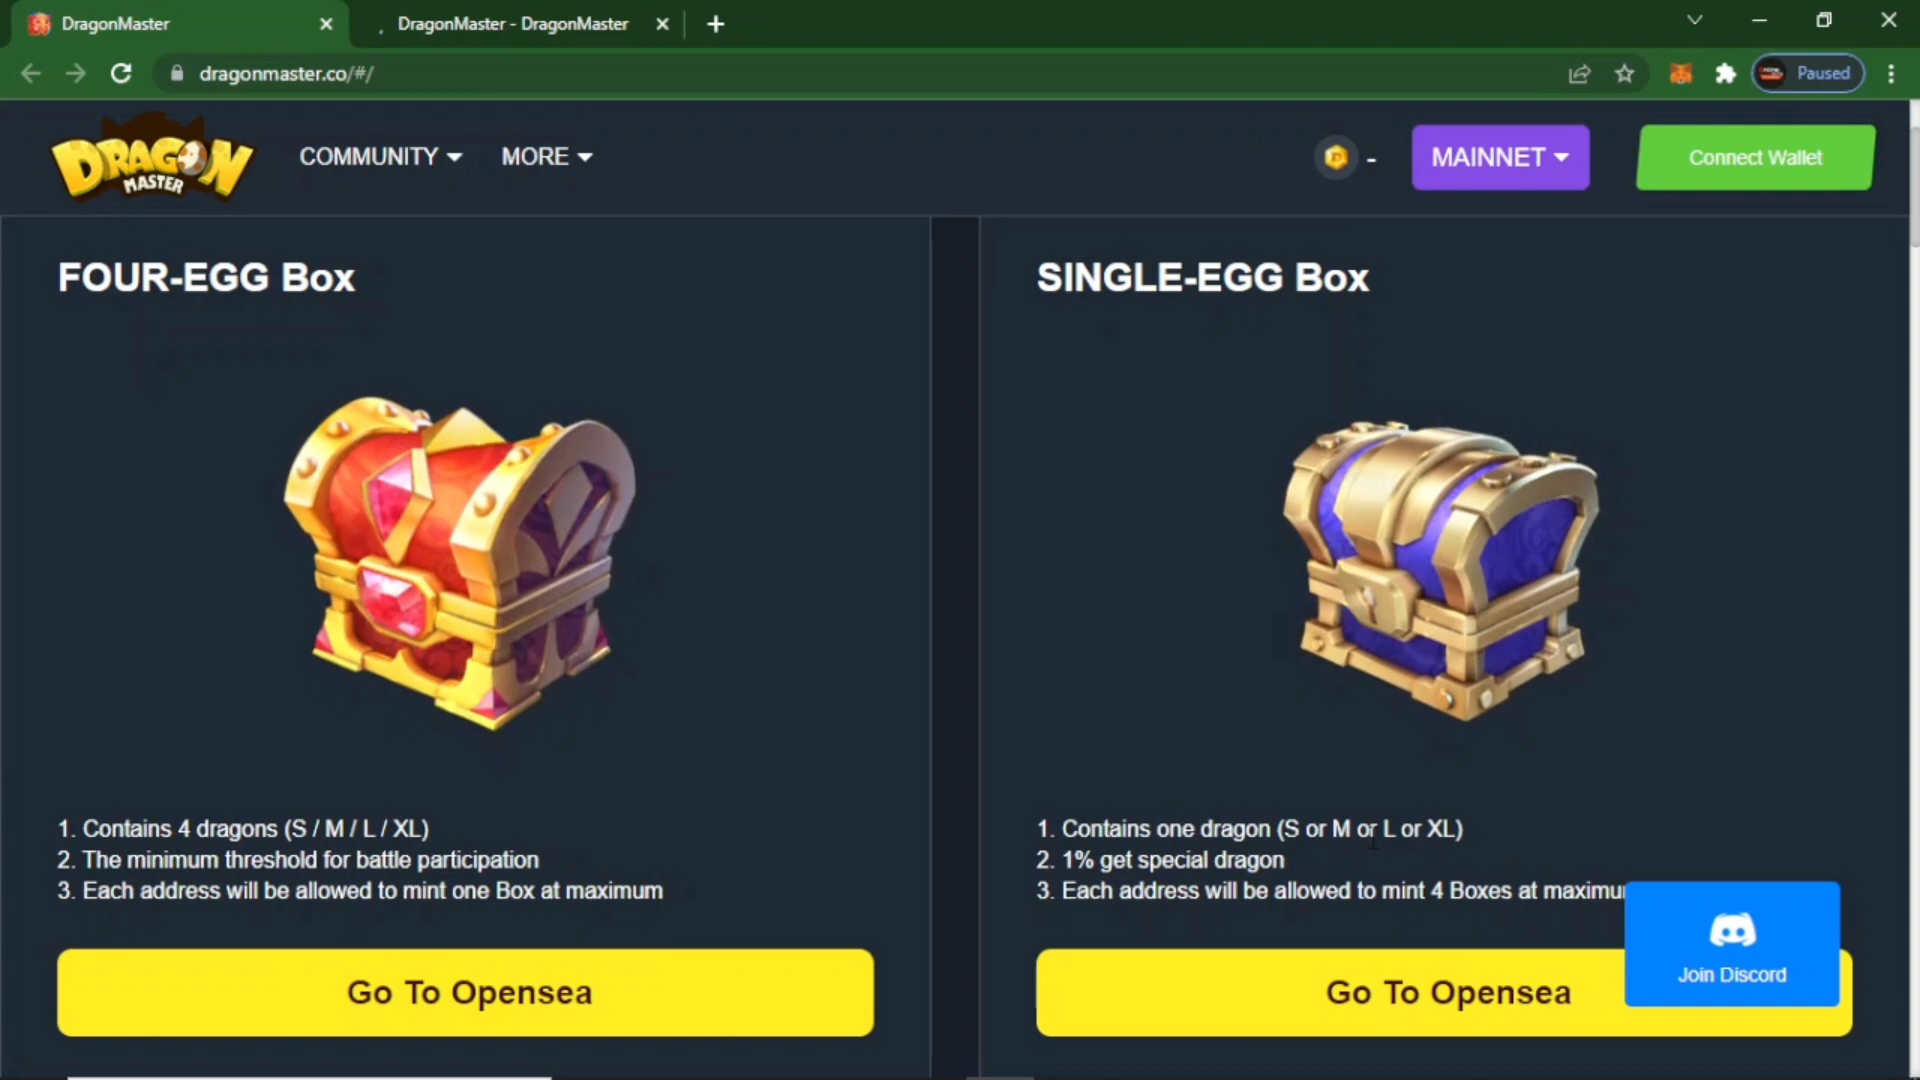 DragonMaster
DragonMaster - DragonMaster
dragonmaster.co/#/
Paused
DRAGON
MASTER
COMMUNITY
MORE
-
MAINNET
Connect Wallet
FOUR-EGG Box
1. Contains 4 dragons (S / M / L / XL)
2. The minimum threshold for battle participation
3. Each address will be allowed to mint one Box at maximum
Go To Opensea
SINGLE-EGG Box
1. Contains one dragon (S or M or L or XL)
2. 1% get special dragon
3. Each address will be allowed to mint 4 Boxes at maximu
Go To Opensea
Join Discord